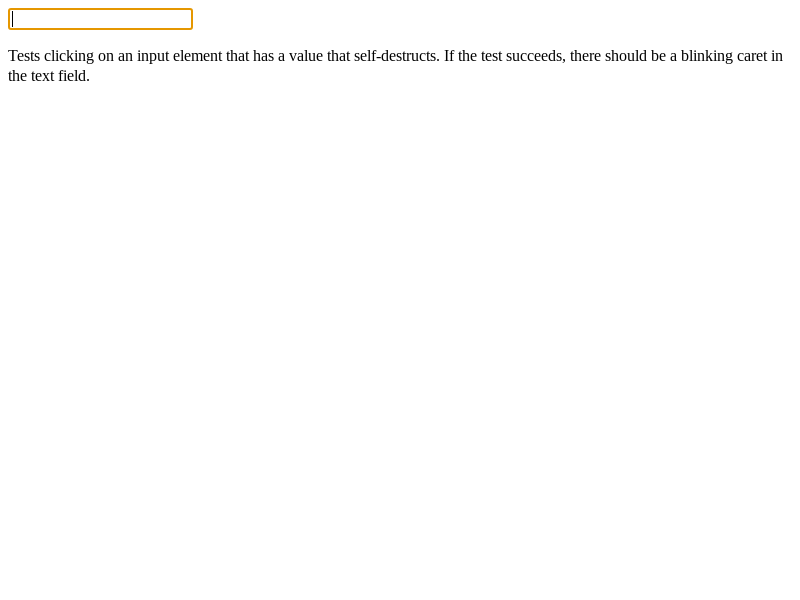 Tests clicking on an input element that has a value that self-destructs. If the test succeeds, there should be a blinking caret in
the text field.